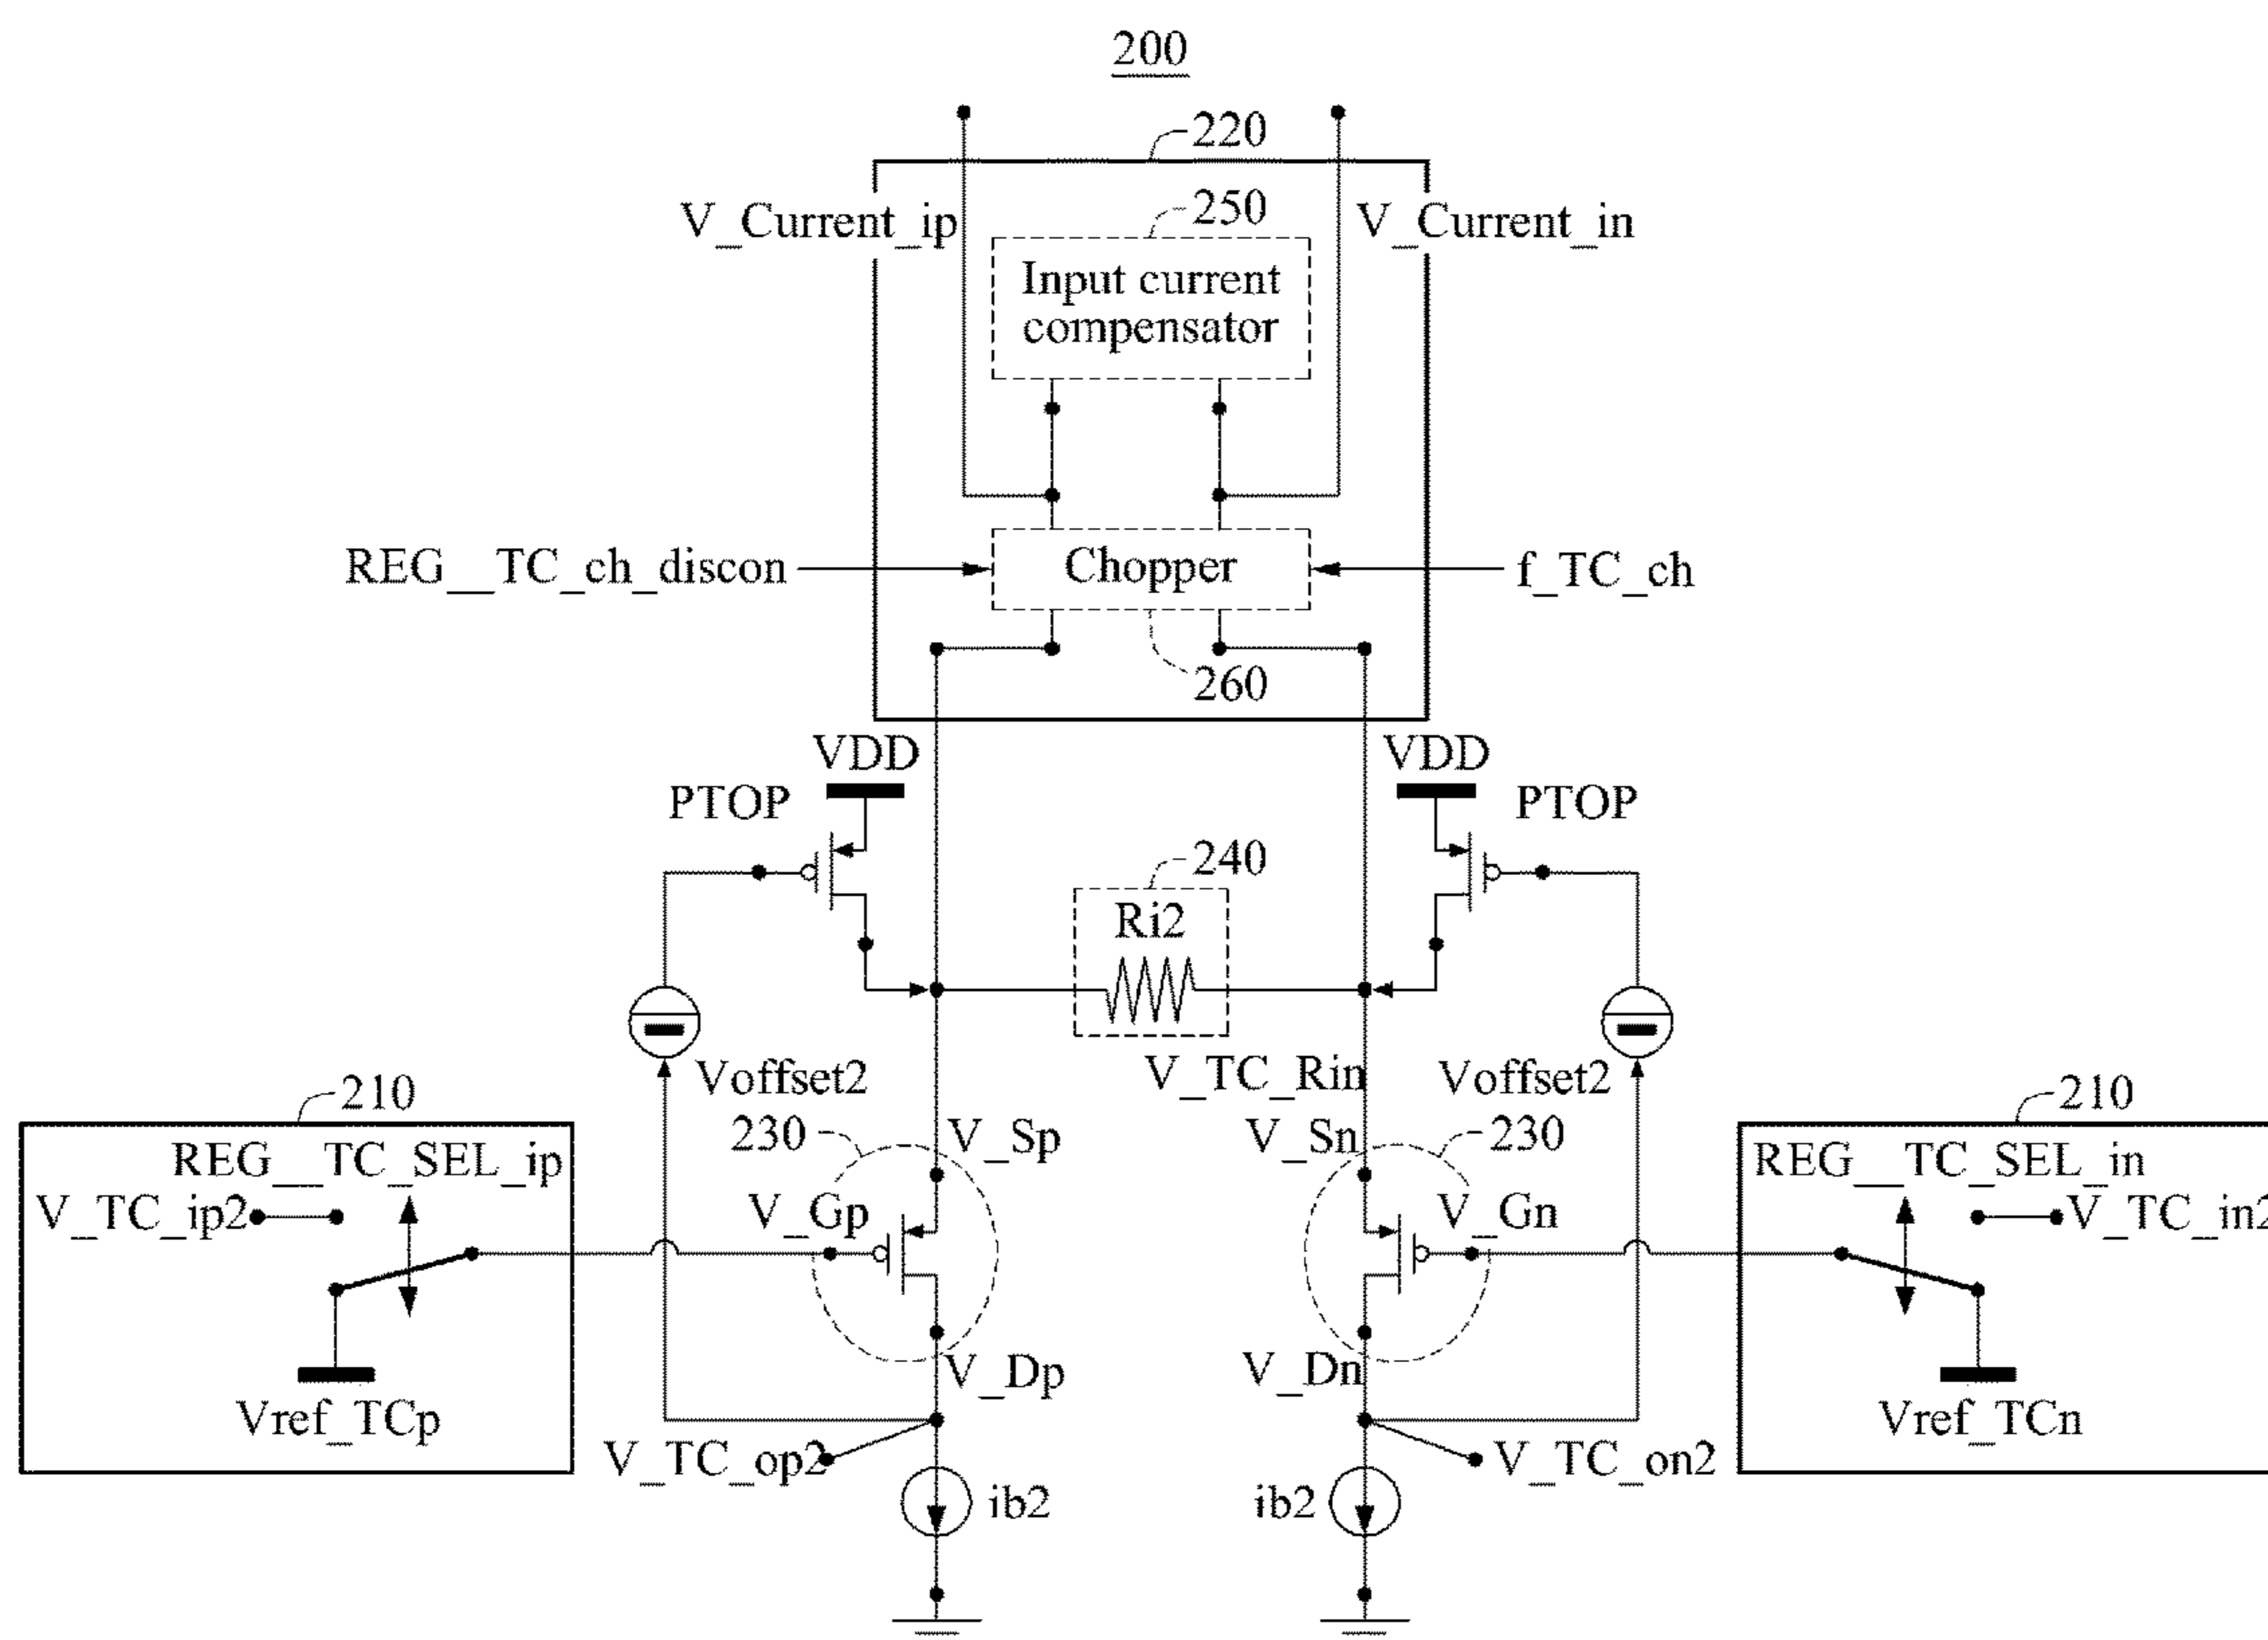 200
220
V_Current_ip
250
V_Current_in
Input current
compensator
REG__TC_ch_discon
Chopper
f_TC_ch
260
VDD
VDD
PTOP
PTOP
240
Ri2
Voffset2
V_TC_Rin
Voffset2
210
230
V_Sp
V_Sn
230
210
REG__TC_SEL_ip
REG__TC_SEL_in
V_TC_ip2
V_Gp
V_Gn
V_TC_in2
V_Dp
V_Dn
Vref_TCp
Vref_TCn
V_TC_op2
V_TC_on2
ib2
ib2